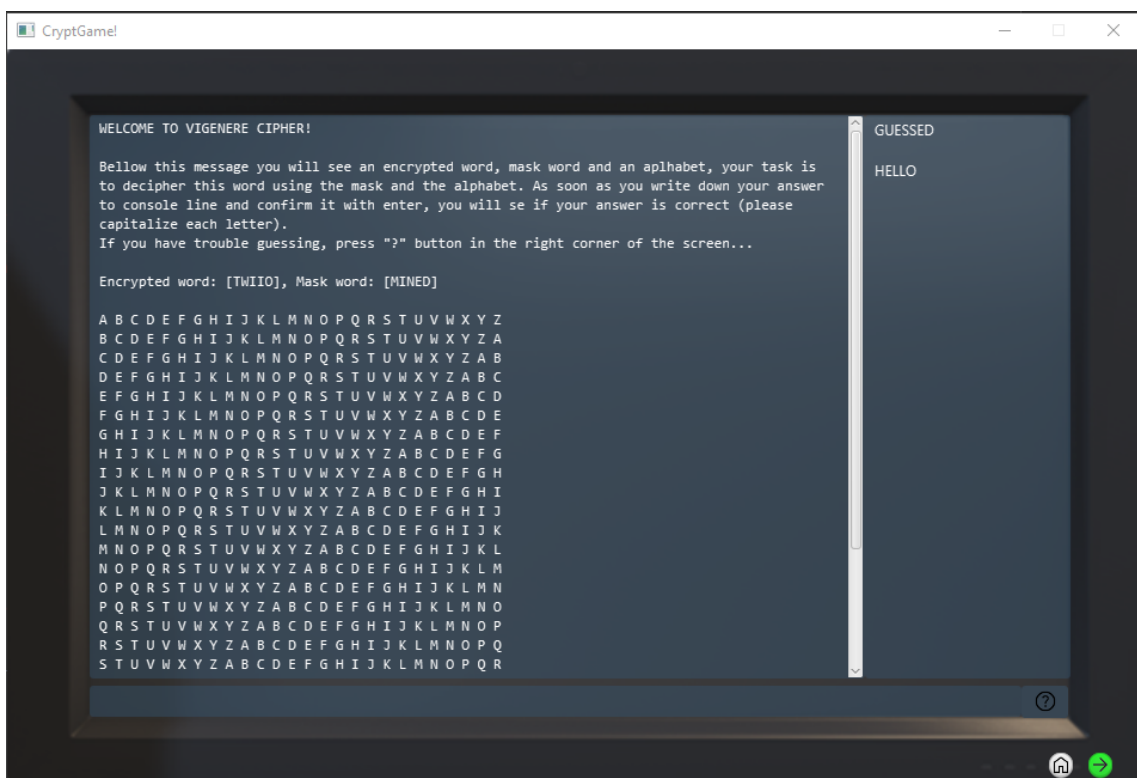 CryptGame!
WELCOME TO VIGENERE CIPHER!
Bellow this message you will see an encrypted word, mask word and an aplhabet, your task is
to decipher this word using the mask and the alphabet. As soon as you write down your answer
to console line and confirm it with enter, you will se if your answer is correct (please
capitalize each letter).
If you have trouble guessing, press "?" button in the right corner of the screen...
Encrypted word: [TWIIO], Mask word: [MINED]
A B C D E F G H I J K L M N O P Q R S T U V W X Y Z
B C D E F G H I J K L M N O P Q R S T U V W X Y Z A
C D E F G H I J K L M N O P Q R S T U V W X Y Z A B
D E F G H I J K L M N O P Q R S T U V W X Y Z A B C
E F G H I J K L M N O P Q R S T U V W X Y Z A B C D
F G H I J K L M N O P Q R S T U V W X Y Z A B C D E
G H I J K L M N O P Q R S T U V W X Y Z A B C D E F
H I J K L M N O P Q R S T U V W X Y Z A B C D E F G
I J K L M N O P Q R S T U V W X Y Z A B C D E F G H
J K L M N O P Q R S T U V W X Y Z A B C D E F G H I
K L M N O P Q R S T U V W X Y Z A B C D E F G H I J
L M N O P Q R S T U V W X Y Z A B C D E F G H I J K
M N O P Q R S T U V W X Y Z A B C D E F G H I J K L
N O P Q R S T U V W X Y Z A B C D E F G H I J K L M
O P Q R S T U V W X Y Z A B C D E F G H I J K L M N
P Q R S T U V W X Y Z A B C D E F G H I J K L M N O
Q R S T U V W X Y Z A B C D E F G H I J K L M N O P
R S T U V W X Y Z A B C D E F G H I J K L M N O P Q
S T U V W X Y Z A B C D E F G H I J K L M N O P Q R
GUESSED
HELLO
?